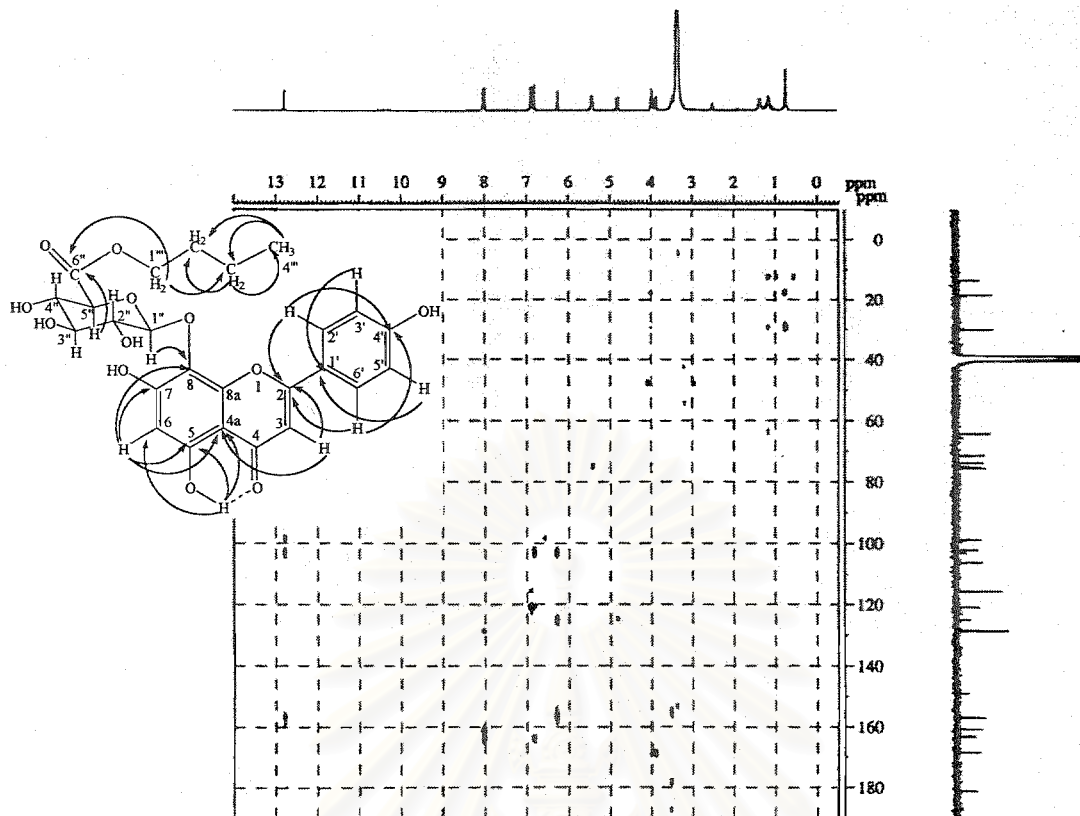 13 12 11 10 9 8 7 6 5 4 3 2 1 0 ppm
ppm
0
20
40
60
80
100
120
140
160
180
O
6"
O
1'''
C
H2
H2
C
C
H2
CH3
4'''
H
HO
4"
5"
H
O
2"
1"
O
HO
3"
H
H
OH
H
H
H
3'
2'
4'
OH
1'
5'
6'
H
H
HO
7
8
8a
O
1
2
6
5
4a
4
3
H
H
O
H
O